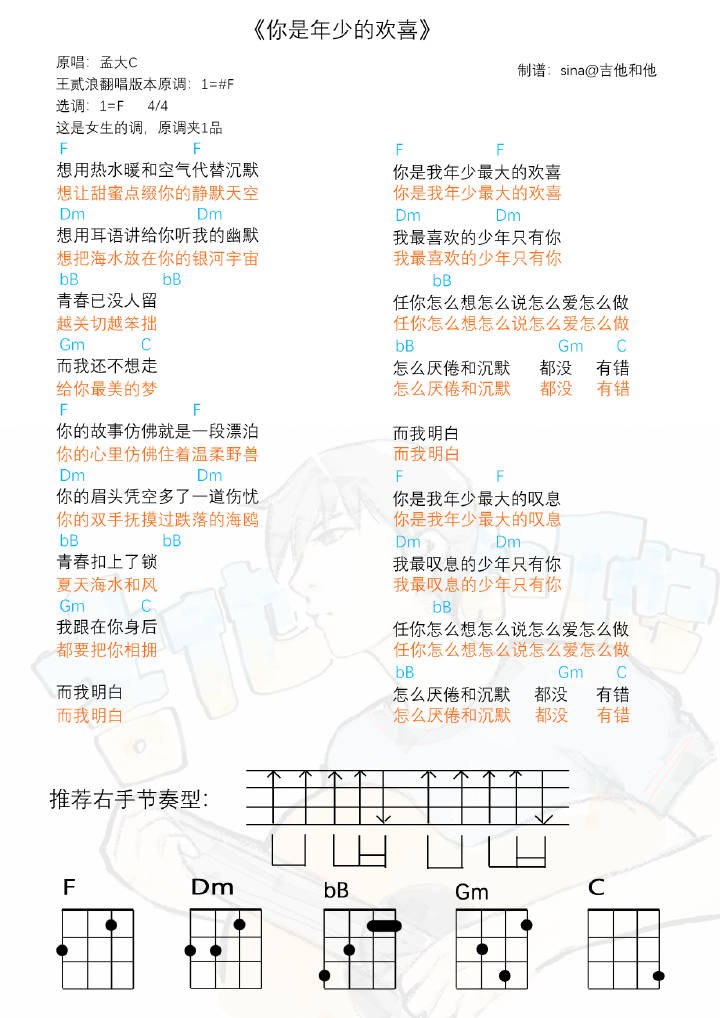 《你是年少的欢喜》
原唱：孟大C
王贰浪翻唱版本原调：1=#F
选调：1=F 4/4
这是女生的调，原调夹1品
制谱：sina@吉他和他
F F
想用热水暖和空气代替沉默
想让甜蜜点缀你的静默天空
Dm Dm
想用耳语讲给你听我的幽默
想把海水放在你的银河宇宙
bB bB
青春已没人留
越关切越笨拙
Gm C
而我还不想走
给你最美的梦
F F
你的故事仿佛就是一段漂泊
你的心里仿佛住着温柔野兽
Dm Dm
你的眉头凭空多了一道伤忧
你的双手抚摸过跌落的海鸥
bB bB
青春扣上了锁
夏天海水和风
Gm C
我跟在你身后
都要把你相拥
而我明白
而我明白
F F
你是我年少最大的欢喜
你是我年少最大的欢喜
Dm Dm
我最喜欢的少年只有你
我最喜欢的少年只有你
bB
任你怎么想怎么说怎么爱怎么做
任你怎么想怎么说怎么爱怎么做
bB Gm C
怎么厌倦和沉默 都没 有错
怎么厌倦和沉默 都没 有错
而我明白
而我明白
F F
你是我年少最大的叹息
你是我年少最大的叹息
Dm Dm
我最叹息的少年只有你
我最叹息的少年只有你
bB
任你怎么想怎么说怎么爱怎么做
任你怎么想怎么说怎么爱怎么做
bB Gm C
怎么厌倦和沉默 都没 有错
怎么厌倦和沉默 都没 有错
推荐右手节奏型：
F Dm bB Gm C